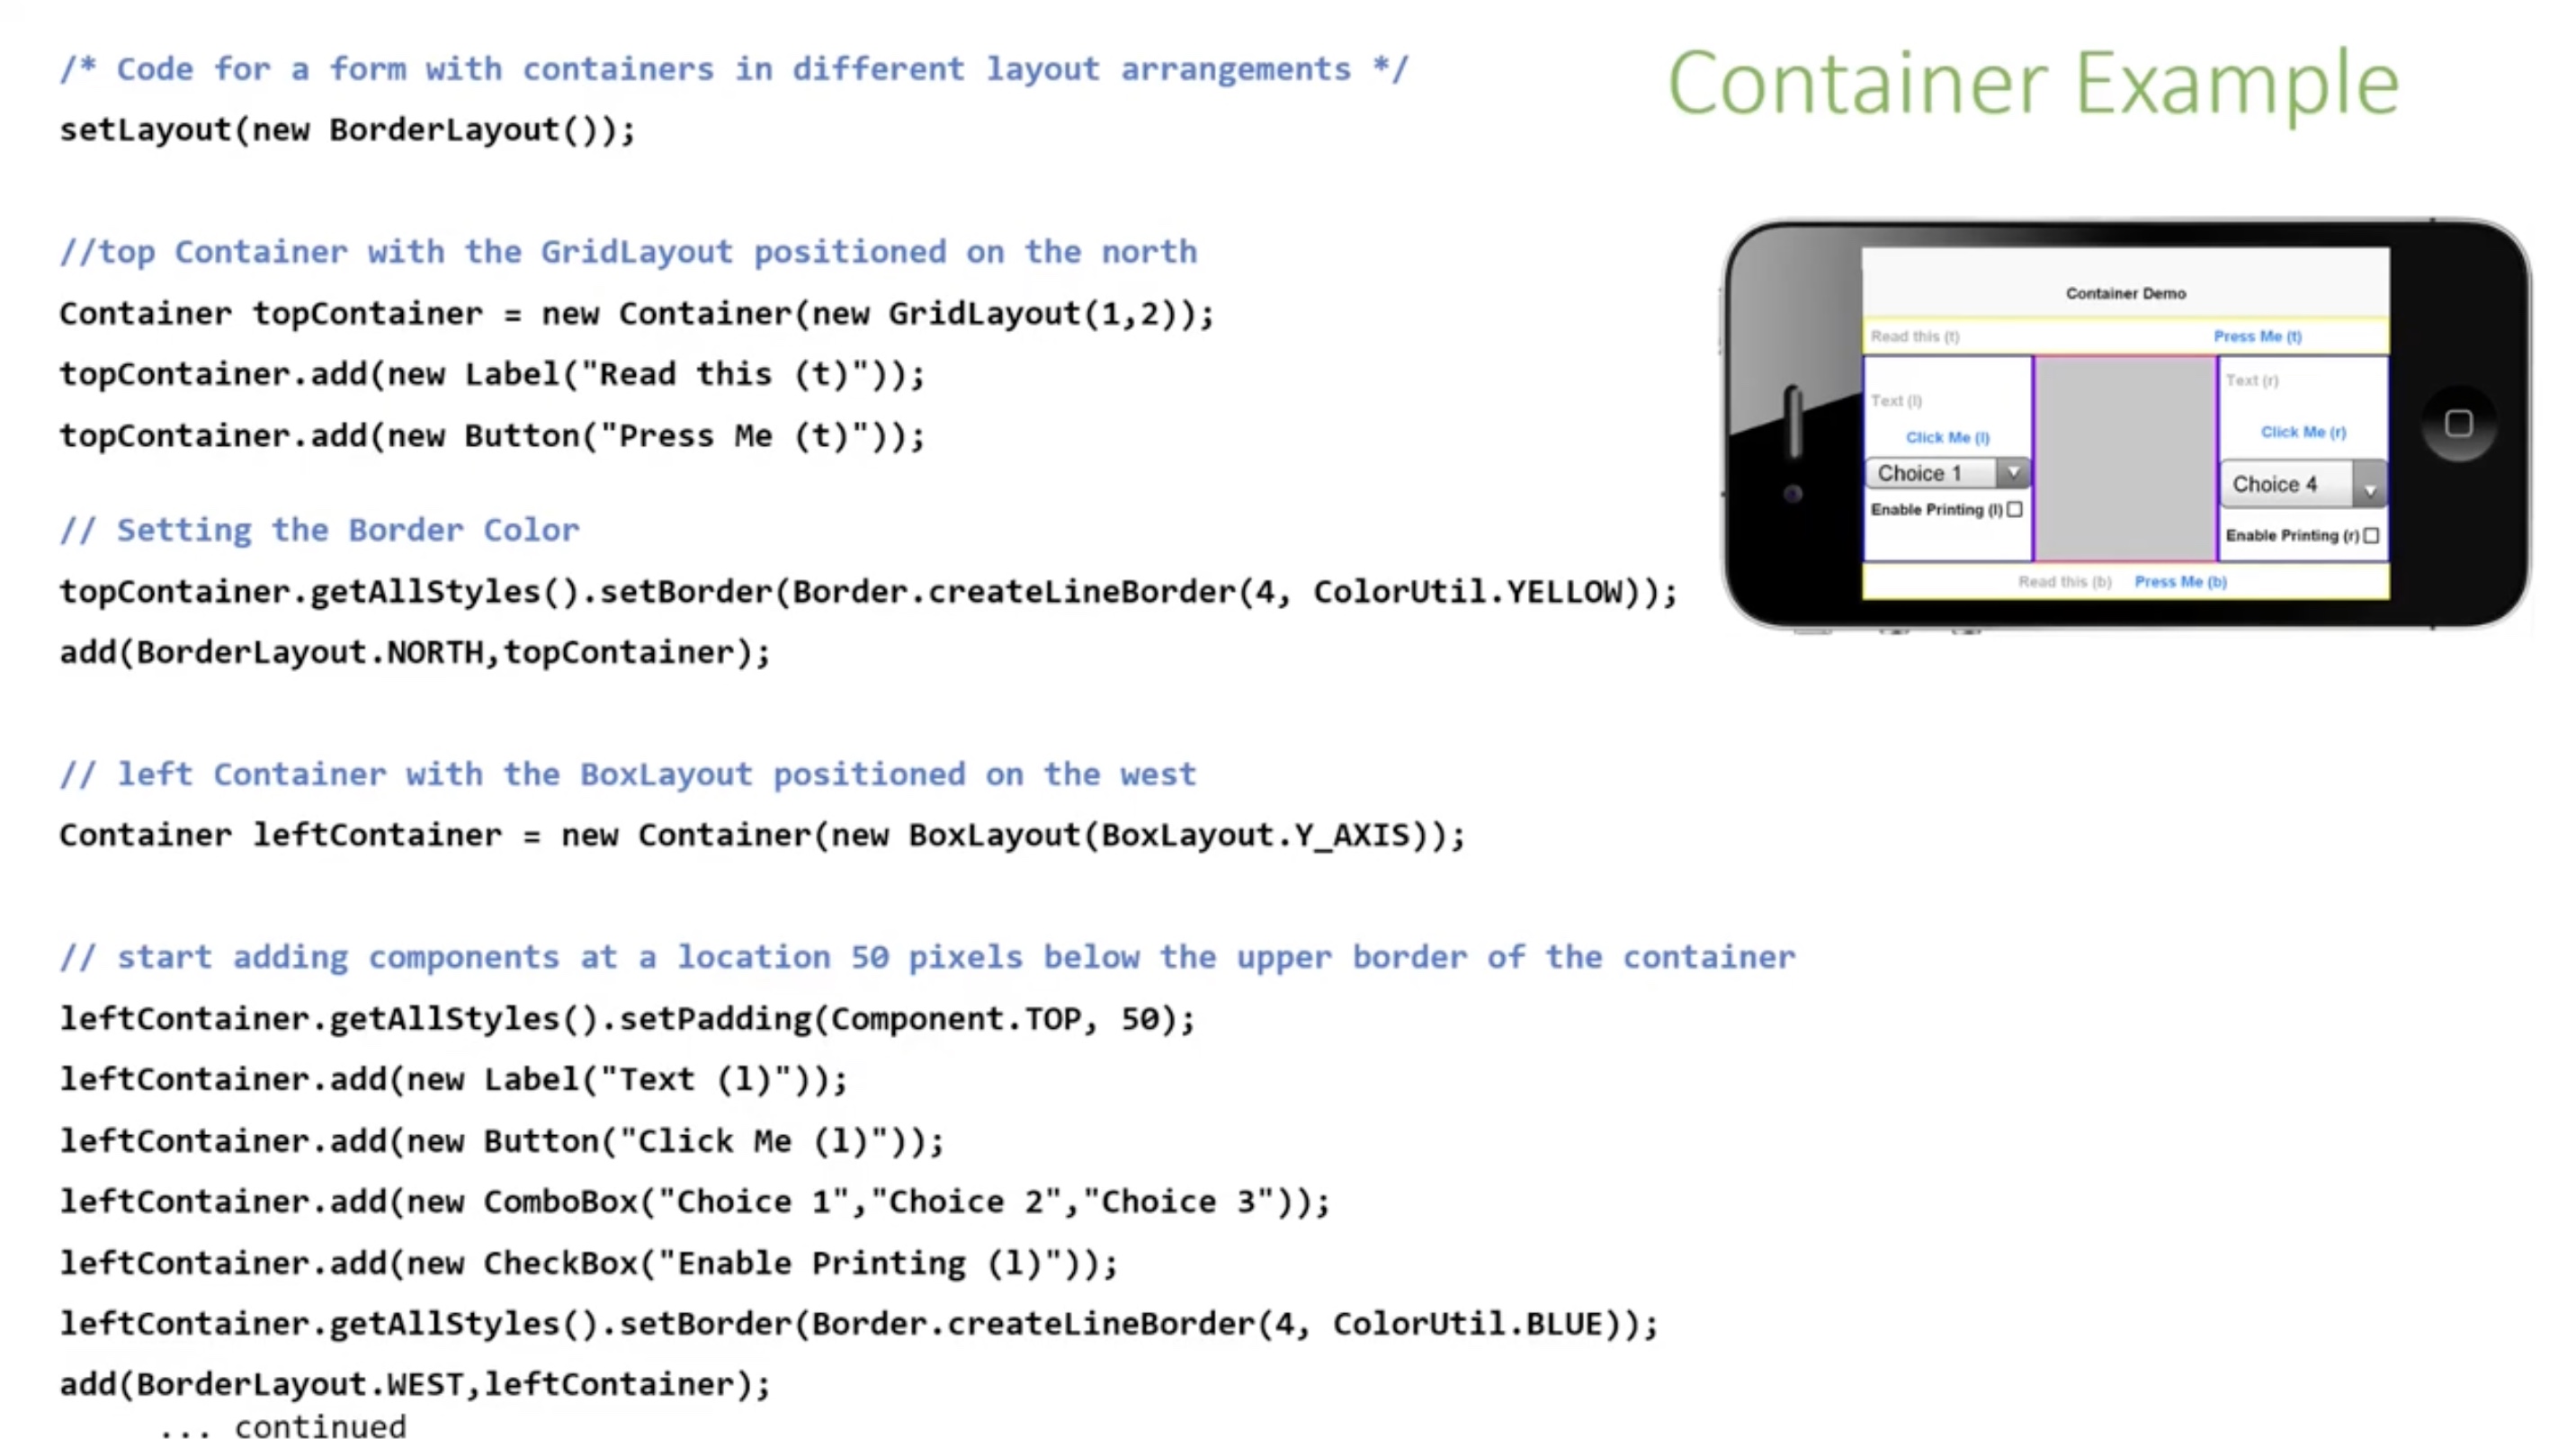 Container Example
/* Code for a form with containers in different layout arrangements */
setLayout(new BorderLayout());
//top Container with the GridLayout positioned on the north
Container topContainer = new Container(new GridLayout(1,2));
topContainer.add(new Label("Read this (t)"));
topContainer.add(new Button("Press Me (t)"));
// Setting the Border Color
topContainer.getAllStyles().setBorder(Border.createLineBorder(4, ColorUtil.YELLOW));
add(BorderLayout.NORTH,topContainer);
// left Container with the BoxLayout positioned on the west
Container leftContainer = new Container(new BoxLayout(BoxLayout.Y_AXIS));
// start adding components at a location 50 pixels below the upper border of the container
leftContainer.getAllStyles().setPadding(Component.TOP, 50);
leftContainer.add(new Label("Text (l)"));
leftContainer.add(new Button("Click Me (l)"));
leftContainer.add(new ComboBox("Choice 1","Choice 2","Choice 3"));
leftContainer.add(new CheckBox("Enable Printing (l)"));
leftContainer.getAllStyles().setBorder(Border.createLineBorder(4, ColorUtil.BLUE));
add(BorderLayout.WEST,leftContainer);
... continued
Container Demo
Read this (t) Press Me (t)
Text (l)
Click Me (l)
Choice 1
Enable Printing (l)
Text (r)
Click Me (r)
Choice 4
Enable Printing (r)
Read this (b) Press Me (b)